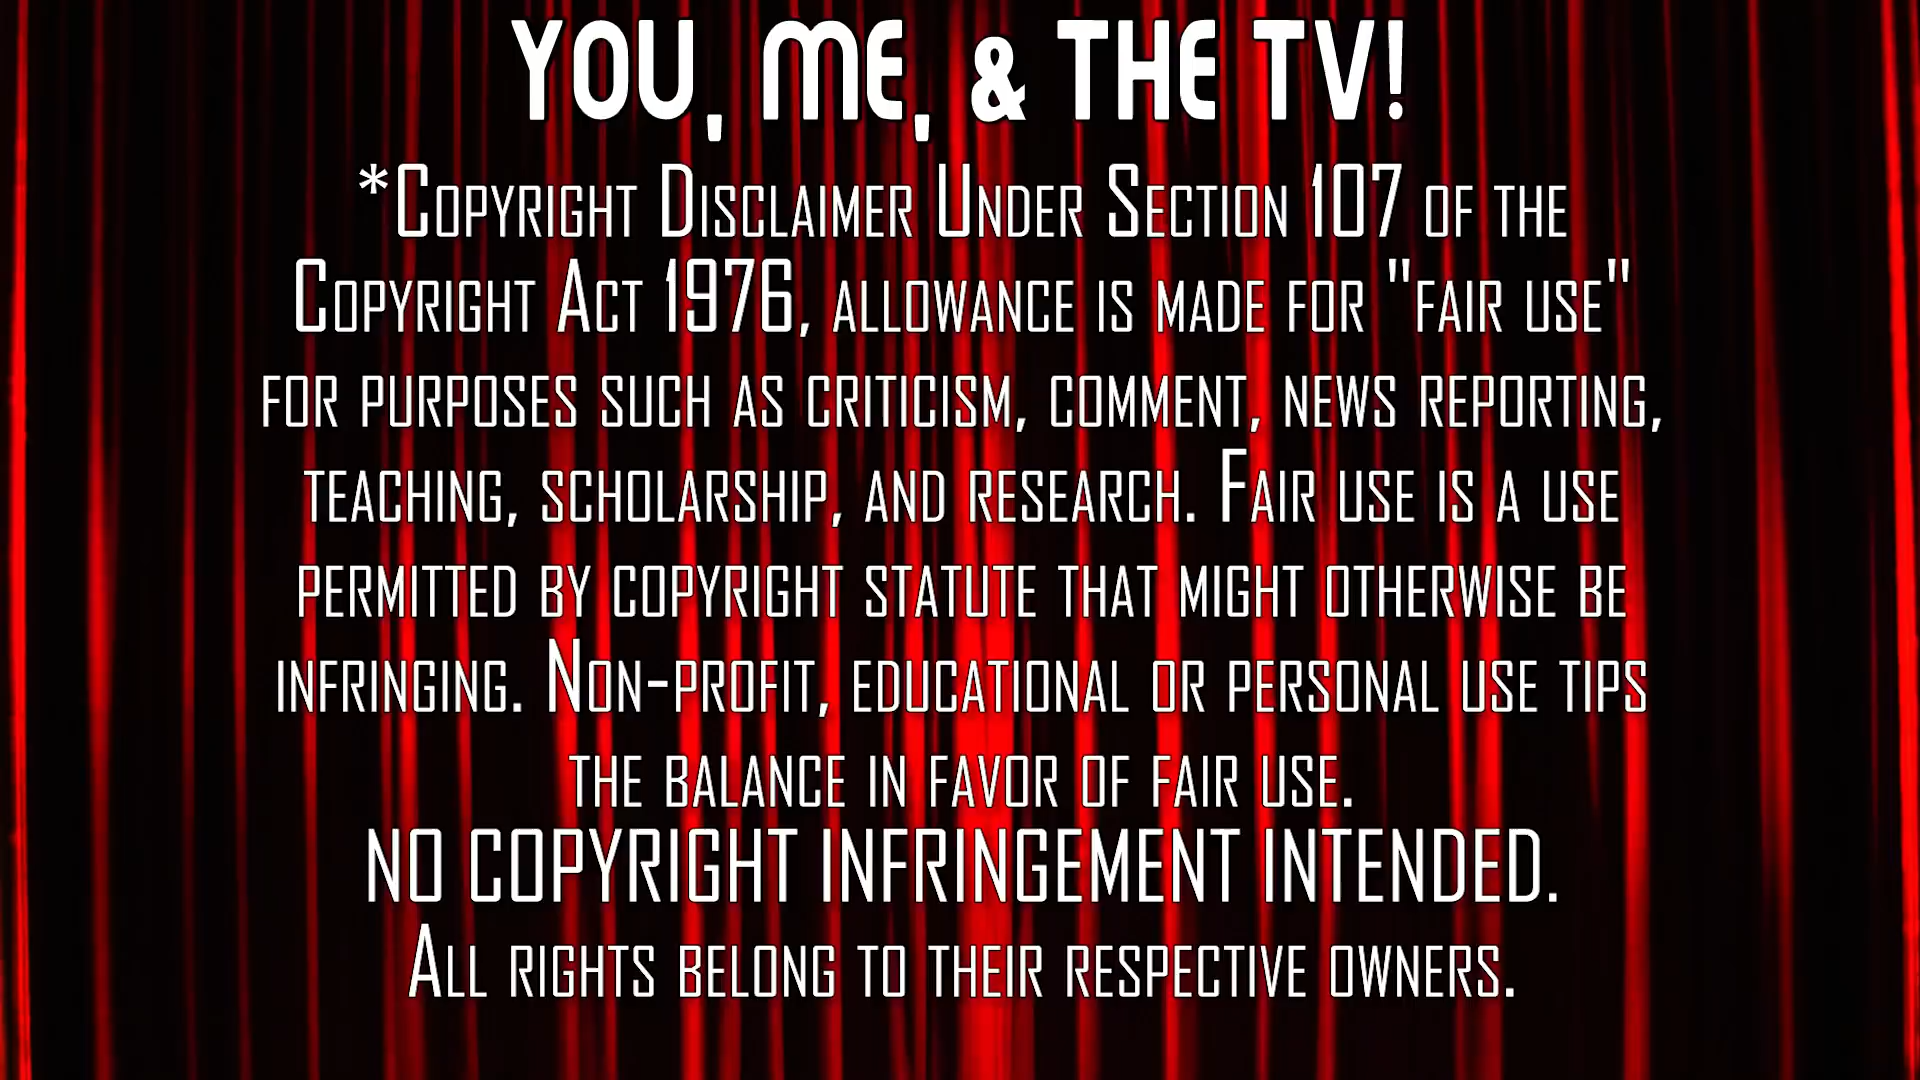 YOU, ME, & THE TV!
*Copyright Disclaimer Under Section 107 of the
Copyright Act 1976, allowance is made for "fair use"
for purposes such as criticism, comment, news reporting,
teaching, scholarship, and research. Fair use is a use
permitted by copyright statute that might otherwise be
infringing. Non-profit, educational or personal use tips
the balance in favor of fair use.
NO COPYRIGHT INFRINGEMENT INTENDED.
All rights belong to their respective owners.